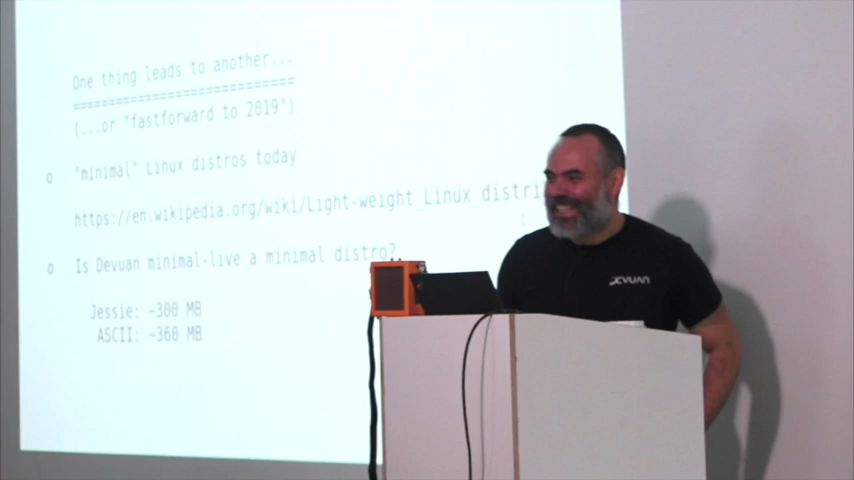 One thing leads to another...
============================
(...or "fastforward to 2019")
o "minimal" Linux distros today
https://en.wikipedia.org/wiki/Light-weight_Linux_distri
o Is Devuan minimal-live a minimal distro?
Jessie: ~300 MB
ASCII: ~360 MB
DEVUAN